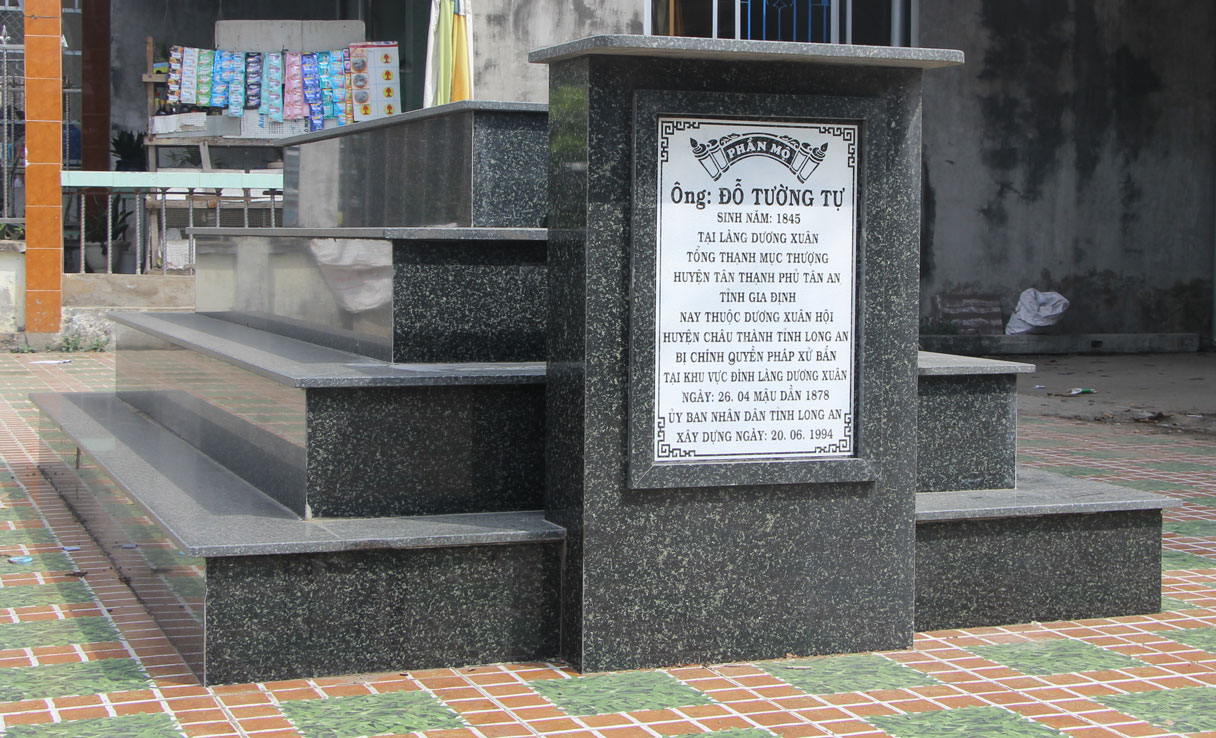 PHẦN MỘ
Ông: ĐỖ TƯỜNG TỰ
SINH NĂM: 1845
TẠI LÀNG DƯƠNG XUÂN
TỔNG THẠNH MỤC THƯỢNG
HUYỆN TÂN THẠNH PHỦ TÂN AN
TỈNH GIA ĐỊNH
NAY THUỘC DƯƠNG XUÂN HỘI
HUYỆN CHÂU THÀNH TỈNH LONG AN
BỊ CHÍNH QUYỀN PHÁP XỬ BẮN
TẠI KHU VỰC ĐÌNH LÀNG DƯƠNG XUÂN
NGÀY: 26. 04 MẬU DẦN 1878
ỦY BAN NHÂN DÂN TỈNH LONG AN
XÂY DỰNG NGÀY: 20. 06. 1994